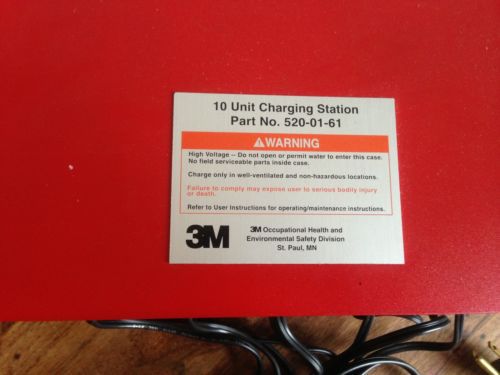 10 Unit Charging Station
Part No. 520-01-61
WARNING
High Voltage -- Do not open or permit water to enter this case.
No field serviceable parts inside case.
Charge only in well-ventilated and non-hazardous locations.
Failure to comply may expose user to serious bodily injury
or death.
Refer to User Instructions for operating/maintenance instructions.
3M
3M Occupational Health and
Environmental Safety Division
St. Paul, MN